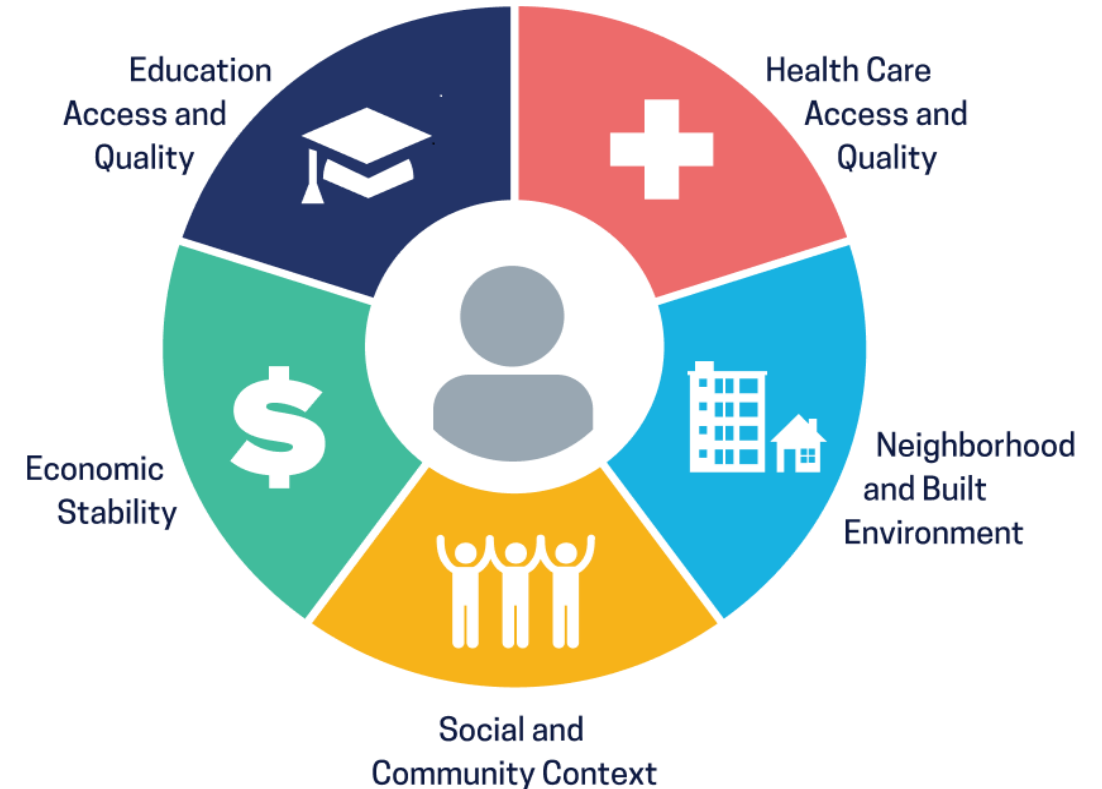 Education
Access and
Quality
Health Care
Access and
Quality
Economic
Stability
Neighborhood
and Built
Environment
Social and
Community Context